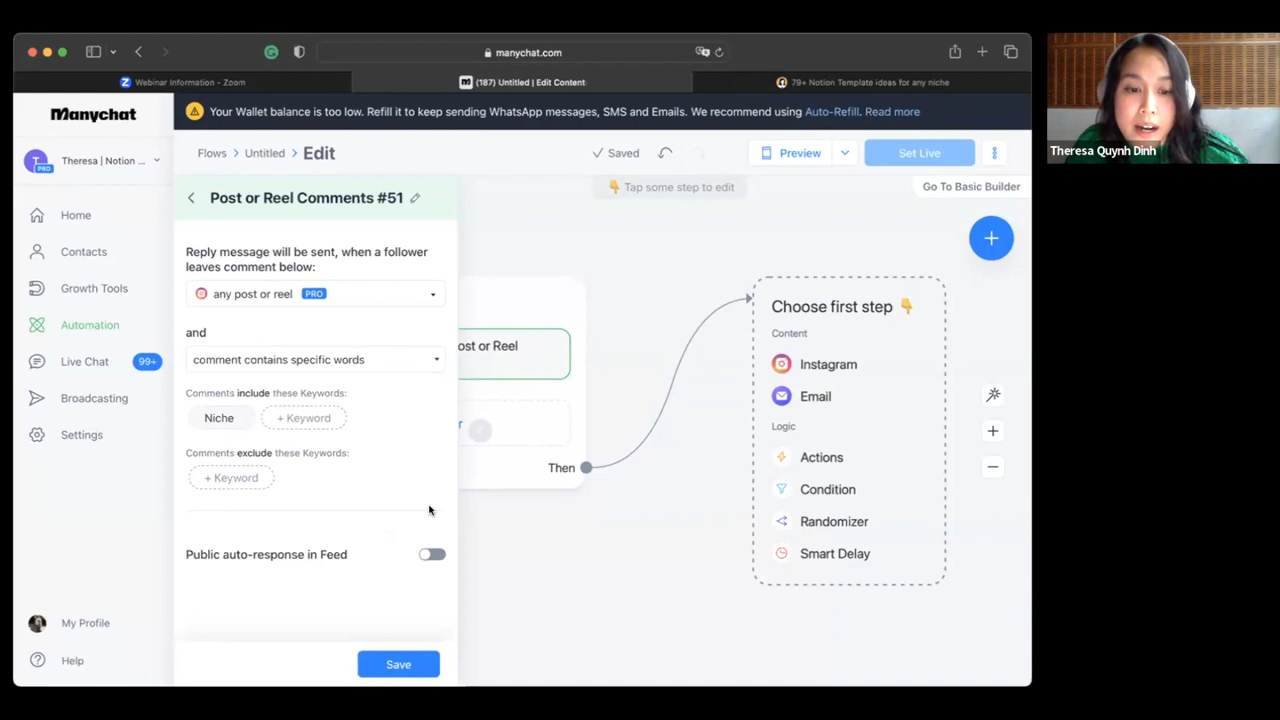 manychat.com
Webinar Information - Zoom
(187) Untitled | Edit Content
79+ Notion Template ideas for any niche
Manychat
Your Wallet balance is too low. Refill it to keep sending WhatsApp messages, SMS and Emails. We recommend using Auto-Refill. Read more
Theresa | Notion ...
PRO
Flows > Untitled > Edit
Saved
Preview
Set Live
Post or Reel Comments #51
👇 Tap some step to edit
Go To Basic Builder
Home
Contacts
Growth Tools
Automation
Live Chat 99+
Broadcasting
Settings
My Profile
Help
Reply message will be sent, when a follower
leaves comment below:
any post or reel PRO
and
comment contains specific words
Comments include these Keywords:
Niche + Keyword
Comments exclude these Keywords:
+ Keyword
Public auto-response in Feed
Save
ost or Reel
r
Then
Choose first step 👇
Content
Instagram
Email
Logic
Actions
Condition
Randomizer
Smart Delay
Theresa Quynh Dinh